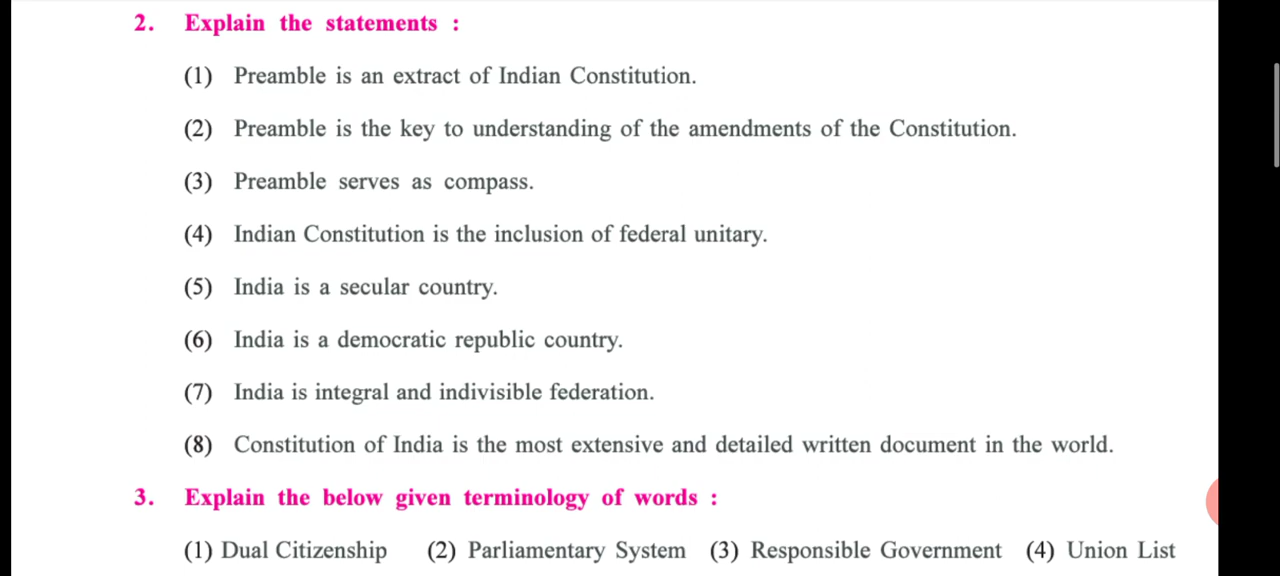 2. Explain the statements :
(1) Preamble is an extract of Indian Constitution.
(2) Preamble is the key to understanding of the amendments of the Constitution.
(3) Preamble serves as compass.
(4) Indian Constitution is the inclusion of federal unitary.
(5) India is a secular country.
(6) India is a democratic republic country.
(7) India is integral and indivisible federation.
(8) Constitution of India is the most extensive and detailed written document in the world.
3. Explain the below given terminology of words :
(1) Dual Citizenship (2) Parliamentary System (3) Responsible Government (4) Union List